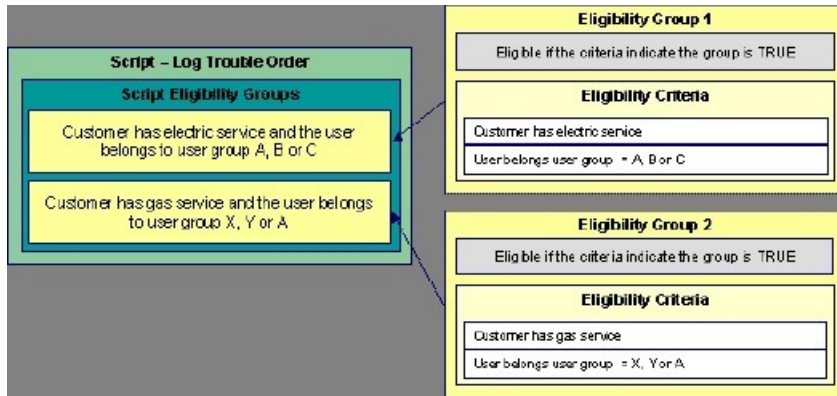 Script – Log Trouble Order
Script Eligibility Groups
Customer has electric service and the user
belongs to user group A, B or C
Customer has gas service and the user belongs
to user group X, Y or A
Eligibility Group 1
Eligible if the criteria indicate the group is TRUE
Eligibility Criteria
Customer has electric service
User belongs user group = A, B or C
Eligibility Group 2
Eligible if the criteria indicate the group is TRUE
Eligibility Criteria
Customer has gas service
User belongs user group = X, Y or A